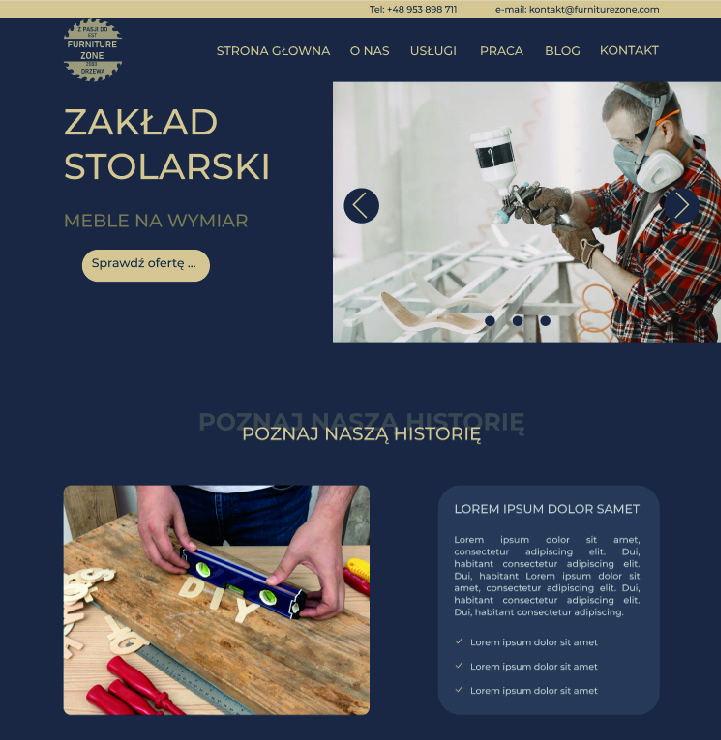 Tel: +48 953 898 711
e-mail: kontakt@furniturezone.com
Z PASJI DO
EST
FURNITURE
ZONE
DRZEWA
STRONA GŁOWNA O NAS USŁUGI PRACA BLOG KONTAKT
ZAKŁAD
STOLARSKI
MEBLE NA WYMIAR
Sprawdź ofertę ...
POZNAJ NASZĄ HISTORIĘ
POZNAJ NASZĄ HISTORIĘ
DIY
LOREM IPSUM DOLOR SAMET
Lorem ipsum color sit amet,
consectetur adipiscing elit. Dui,
habitant consectetur adipiscing elit.
Dui, habitant Lorem ipsum dolor sit
amet, consectetur adipiscing elit. Dui,
habitant consectetur adipiscing elit.
Dui, habitant consectetur adipiscing.
Lorem ipsum dolor sit amet
Lorem ipsum dolor sit amet
Lorem ipsum dolor sit amet